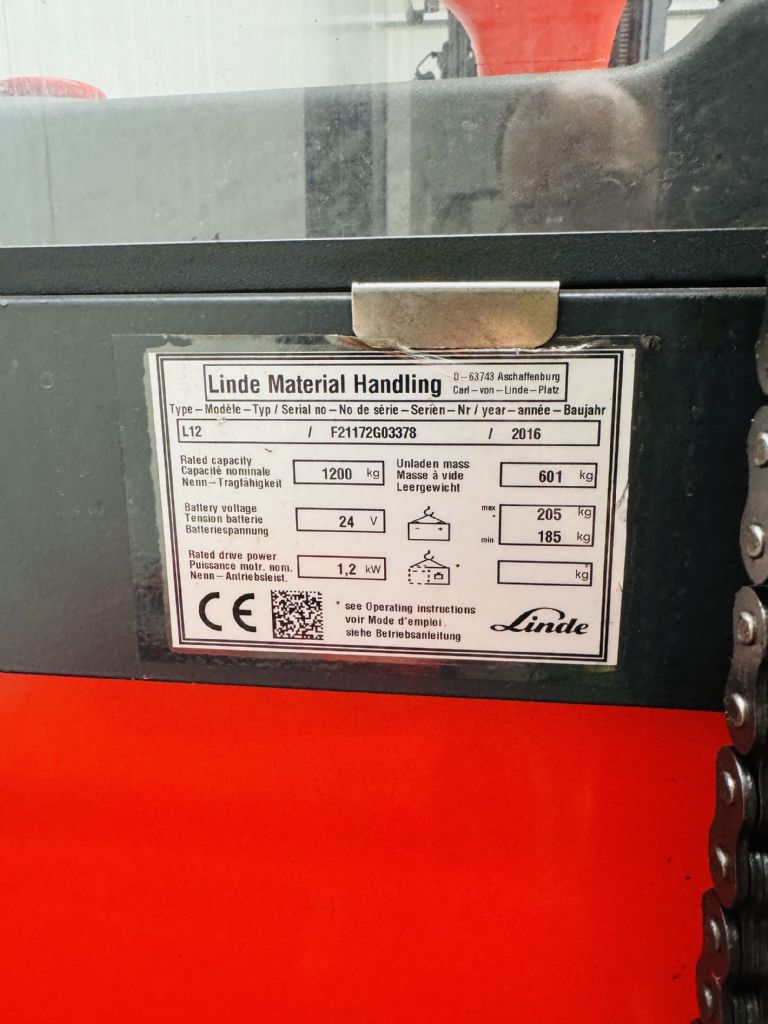 Linde Material Handling D-63743 Aschaffenburg
Carl-von-Linde-Platz
Type-Modèle-Typ / Serial no-No de série-Serien-Nr / year-année-Baujahr
L12 / F21172G03378 / 2016
Rated capacity
Capacité nominale
Nenn-Tragfähigkeit
1200 kg
Unladen mass
Masse à vide
Leergewicht
601 kg
Battery voltage
Tension batterie
Batteriespannung
24 V
max 205 kg
*
min 185 kg
Rated drive power
Puissance motr. nom.
Nenn-Antriebsleist.
1,2 kW
* kg
CE
* see Operating instructions
voir Mode d'emploi.
siehe Betriebsanleitung
Linde